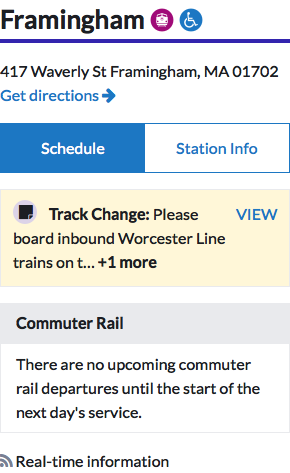 Framingham
417 Waverly St Framingham, MA 01702
Get directions
Schedule
Station Info
Track Change: Please VIEW
board inbound Worcester Line
trains on t... +1 more
Commuter Rail
There are no upcoming commuter
rail departures until the start of the
next day's service.
Real-time information